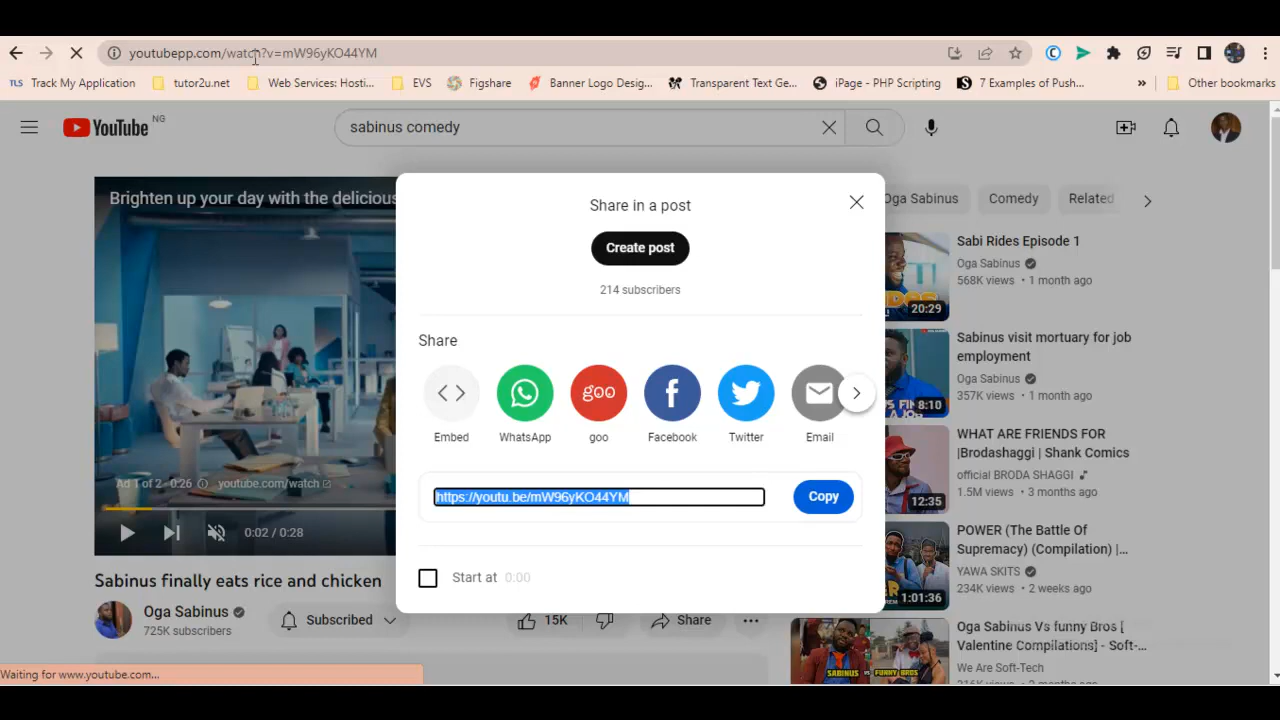 youtubepp.com/watch?v=mW96yKO44YM
TLS Track My Application
tutor2u.net
Web Services: Hosti...
EVS
Figshare
Banner Logo Desig...
Transparent Text Ge...
iPage - PHP Scripting
7 Examples of Push...
»
Other bookmarks
YouTube NG
sabinus comedy
Brighten up your day with the delicious
Share in a post
Create post
214 subscribers
Share
goo
Embed
WhatsApp
goo
Facebook
Twitter
Email
https://youtu.be/mW96yKO44YM
Copy
Start at 0:00
Ad 1 of 2 · 0:26
youtube.com/watch
0:02 / 0:28
Sabinus finally eats rice and chicken
Oga Sabinus
725K subscribers
Subscribed
15K
Share
Oga Sabinus
Comedy
Related
20:29
Sabi Rides Episode 1
Oga Sabinus
568K views • 1 month ago
8:10
Sabinus visit mortuary for job
employment
Oga Sabinus
357K views • 1 month ago
12:35
WHAT ARE FRIENDS FOR
|Brodashaggi | Shank Comics
official BRODA SHAGGI
1.5M views • 3 months ago
1:01:36
POWER (The Battle Of
Supremacy) (Compilation) |...
YAWA SKITS
234K views • 2 weeks ago
SABINUS VS FUNNY BROS
Oga Sabinus Vs funny Bros [
Valentine Compilations] - Soft-...
We Are Soft-Tech
Waiting for www.youtube.com...